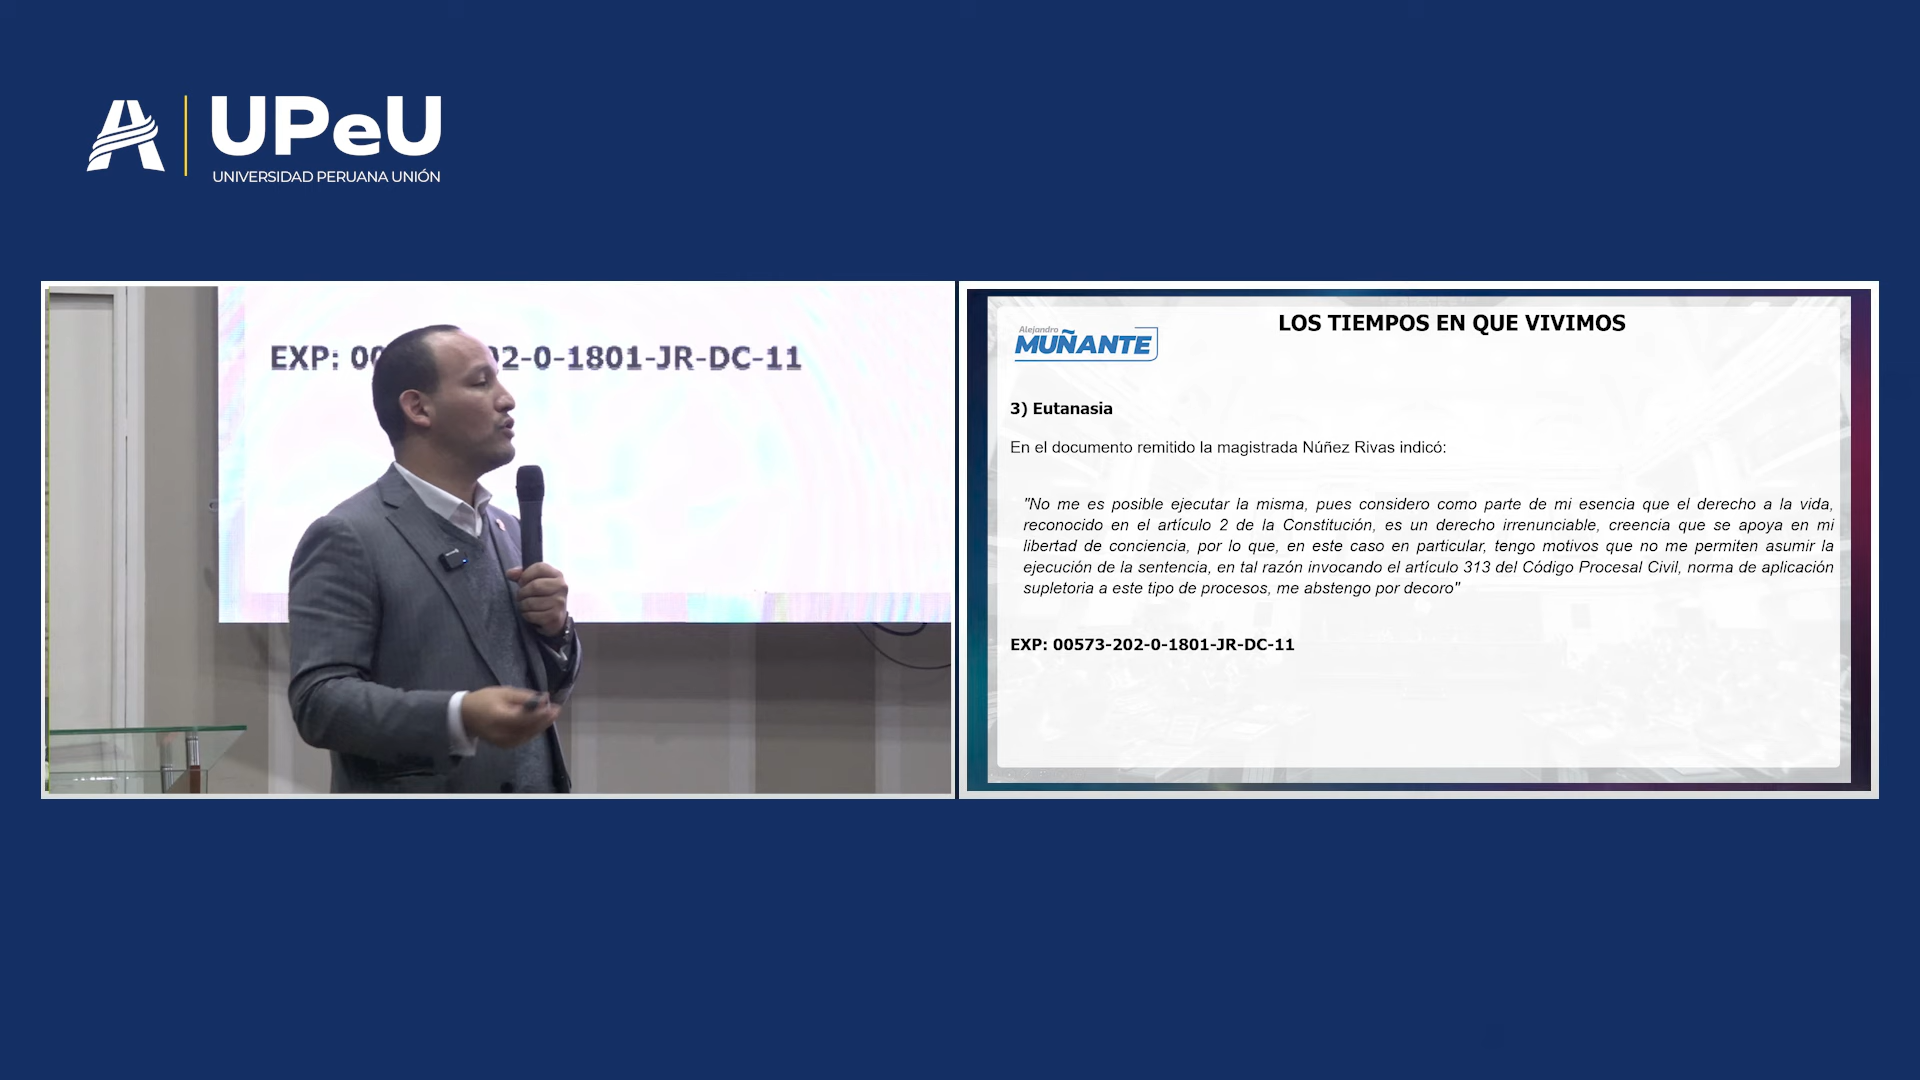 UPeU
UNIVERSIDAD PERUANA UNIÓN
EXP: 00 02-0-1801-JR-DC-11
Alejandro
MUÑANTE
LOS TIEMPOS EN QUE VIVIMOS
3) Eutanasia
En el documento remitido la magistrada Núñez Rivas indicó:
"No me es posible ejecutar la misma, pues considero como parte de mi esencia que el derecho a la vida,
reconocido en el artículo 2 de la Constitución, es un derecho irrenunciable, creencia que se apoya en mi
libertad de conciencia, por lo que, en este caso en particular, tengo motivos que no me permiten asumir la
ejecución de la sentencia, en tal razón invocando el artículo 313 del Código Procesal Civil, norma de aplicación
supletoria a este tipo de procesos, me abstengo por decoro"
EXP: 00573-202-0-1801-JR-DC-11